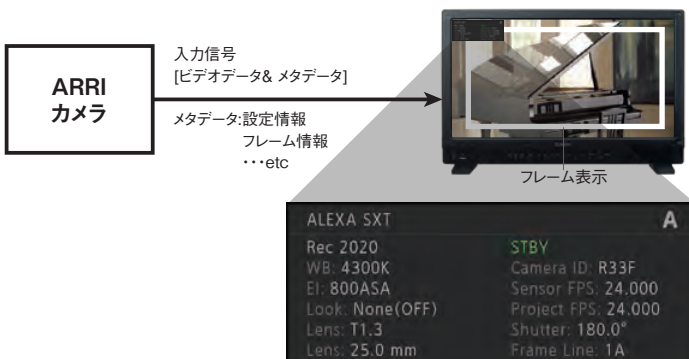 ARRI
カメラ
入力信号
[ビデオデータ& メタデータ]
メタデータ:設定情報
フレーム情報
・・・etc
フレーム表示
ALEXA SXT
A
Rec 2020
STBY
WB: 4300K
Camera ID: R33F
EI: 800ASA
Sensor FPS: 24.000
Look: None(OFF)
Project FPS: 24.000
Lens: T1.3
Shutter: 180.0°
Lens: 25.0 mm
Frame Line: 1A